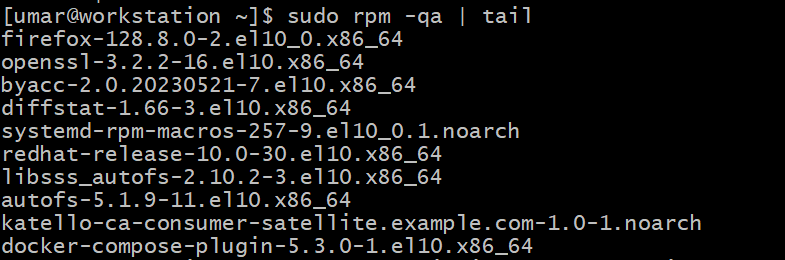 [umar@workstation ~]$ sudo rpm -qa | tail
firefox-128.8.0-2.el10_0.x86_64
openssl-3.2.2-16.el10.x86_64
byacc-2.0.20230521-7.el10.x86_64
diffstat-1.66-3.el10.x86_64
systemd-rpm-macros-257-9.el10_0.1.noarch
redhat-release-10.0-30.el10.x86_64
libsss_autofs-2.10.2-3.el10.x86_64
autofs-5.1.9-11.el10.x86_64
katello-ca-consumer-satellite.example.com-1.0-1.noarch
docker-compose-plugin-5.3.0-1.el10.x86_64